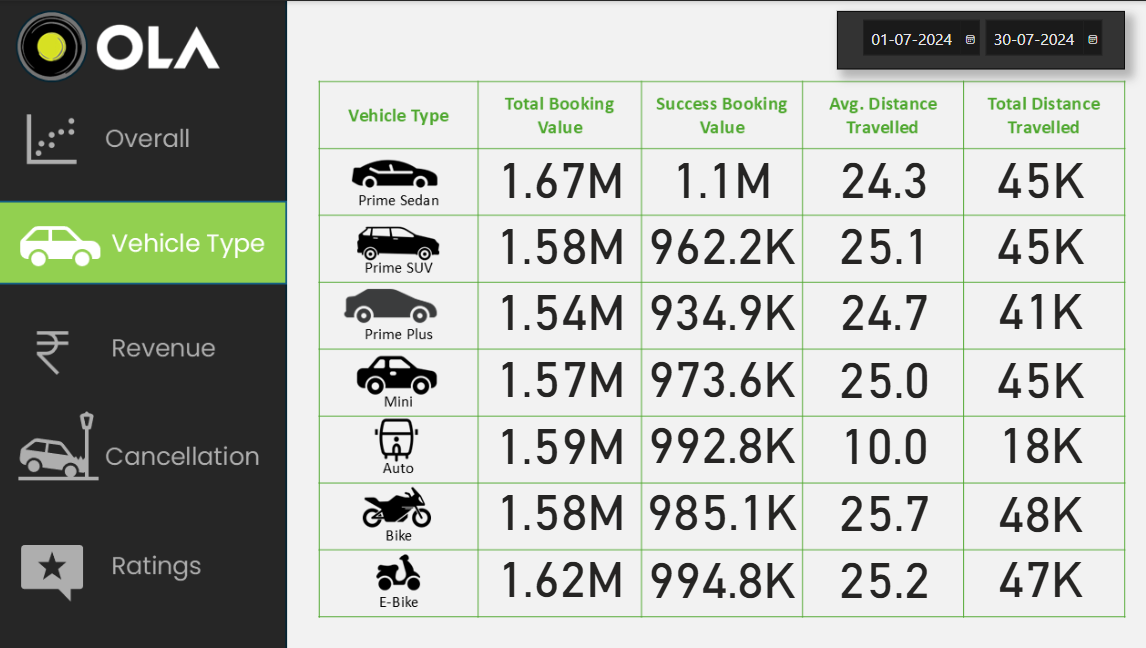 OLA
01-07-2024 30-07-2024
Overall
Vehicle Type
Revenue
Cancellation
Ratings
Vehicle Type Total Booking Value Success Booking Value Avg. Distance Travelled Total Distance Travelled
Prime Sedan 1.67M 1.1M 24.3 45K
Prime SUV 1.58M 962.2K 25.1 45K
Prime Plus 1.54M 934.9K 24.7 41K
Mini 1.57M 973.6K 25.0 45K
Auto 1.59M 992.8K 10.0 18K
Bike 1.58M 985.1K 25.7 48K
E-Bike 1.62M 994.8K 25.2 47K